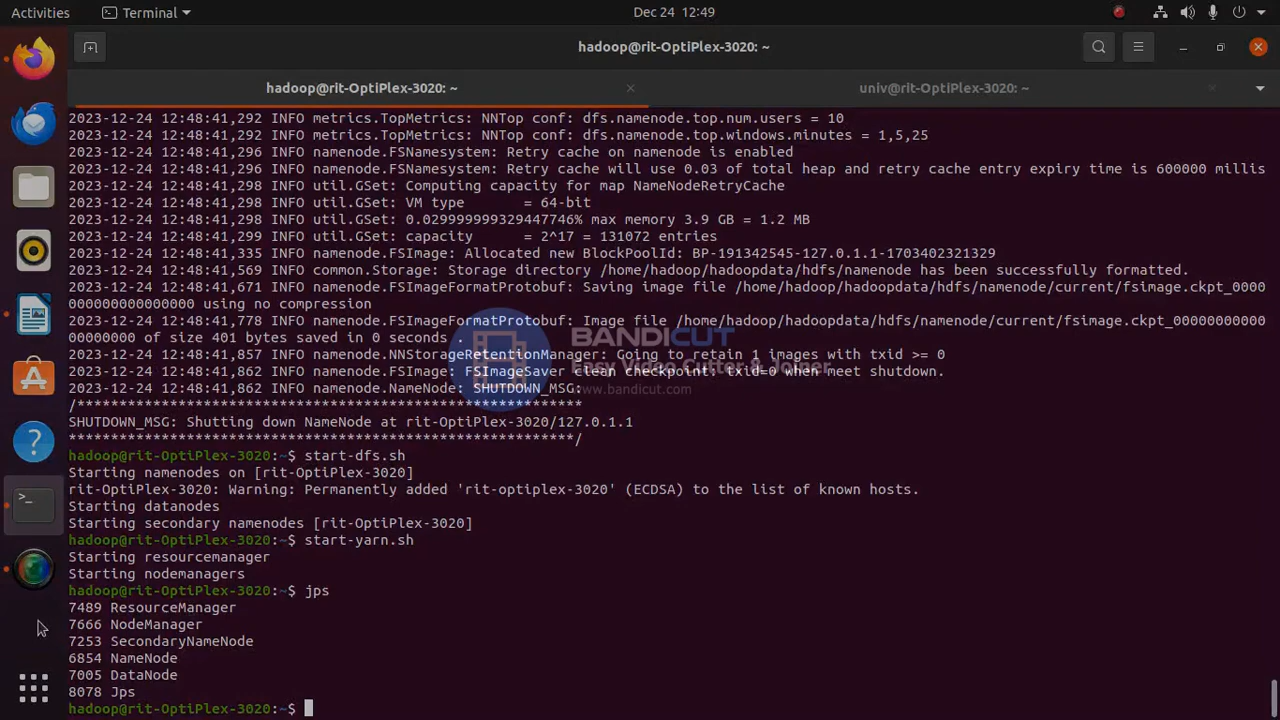 Activities
Terminal
Dec 24 12:49
hadoop@rit-OptiPlex-3020: ~
hadoop@rit-OptiPlex-3020: ~
univ@rit-OptiPlex-3020: ~
2023-12-24 12:48:41,292 INFO metrics.TopMetrics: NNTop conf: dfs.namenode.top.num.users = 10
2023-12-24 12:48:41,292 INFO metrics.TopMetrics: NNTop conf: dfs.namenode.top.windows.minutes = 1,5,25
2023-12-24 12:48:41,296 INFO namenode.FSNamesystem: Retry cache on namenode is enabled
2023-12-24 12:48:41,296 INFO namenode.FSNamesystem: Retry cache will use 0.03 of total heap and retry cache entry expiry time is 600000 millis
2023-12-24 12:48:41,298 INFO util.GSet: Computing capacity for map NameNodeRetryCache
2023-12-24 12:48:41,298 INFO util.GSet: VM type       = 64-bit
2023-12-24 12:48:41,298 INFO util.GSet: 0.029999999329447746% max memory 3.9 GB = 1.2 MB
2023-12-24 12:48:41,299 INFO util.GSet: capacity      = 2^17 = 131072 entries
2023-12-24 12:48:41,335 INFO namenode.FSImage: Allocated new BlockPoolId: BP-191342545-127.0.1.1-1703402321329
2023-12-24 12:48:41,569 INFO common.Storage: Storage directory /home/hadoop/hadoopdata/hdfs/namenode has been successfully formatted.
2023-12-24 12:48:41,671 INFO namenode.FSImageFormatProtobuf: Saving image file /home/hadoop/hadoopdata/hdfs/namenode/current/fsimage.ckpt_0000
000000000000000 using no compression
2023-12-24 12:48:41,778 INFO namenode.FSImageFormatProtobuf: Image file /home/hadoop/hadoopdata/hdfs/namenode/current/fsimage.ckpt_00000000000
00000000 of size 401 bytes saved in 0 seconds .
2023-12-24 12:48:41,857 INFO namenode.NNStorageRetentionManager: Going to retain 1 images with txid >= 0
2023-12-24 12:48:41,862 INFO namenode.FSImage: FSImageSaver clean checkpoint: txid=0 when meet shutdown.
2023-12-24 12:48:41,862 INFO namenode.NameNode: SHUTDOWN_MSG:
/************************************************************
SHUTDOWN_MSG: Shutting down NameNode at rit-OptiPlex-3020/127.0.1.1
************************************************************/
hadoop@rit-OptiPlex-3020:~$ start-dfs.sh
Starting namenodes on [rit-OptiPlex-3020]
rit-OptiPlex-3020: Warning: Permanently added 'rit-optiplex-3020' (ECDSA) to the list of known hosts.
Starting datanodes
Starting secondary namenodes [rit-OptiPlex-3020]
hadoop@rit-OptiPlex-3020:~$ start-yarn.sh
Starting resourcemanager
Starting nodemanagers
hadoop@rit-OptiPlex-3020:~$ jps
7489 ResourceManager
7666 NodeManager
7253 SecondaryNameNode
6854 NameNode
7005 DataNode
8078 Jps
hadoop@rit-OptiPlex-3020:~$
BANDICUT
Easy Video Cutter & Joiner
www.bandicut.com